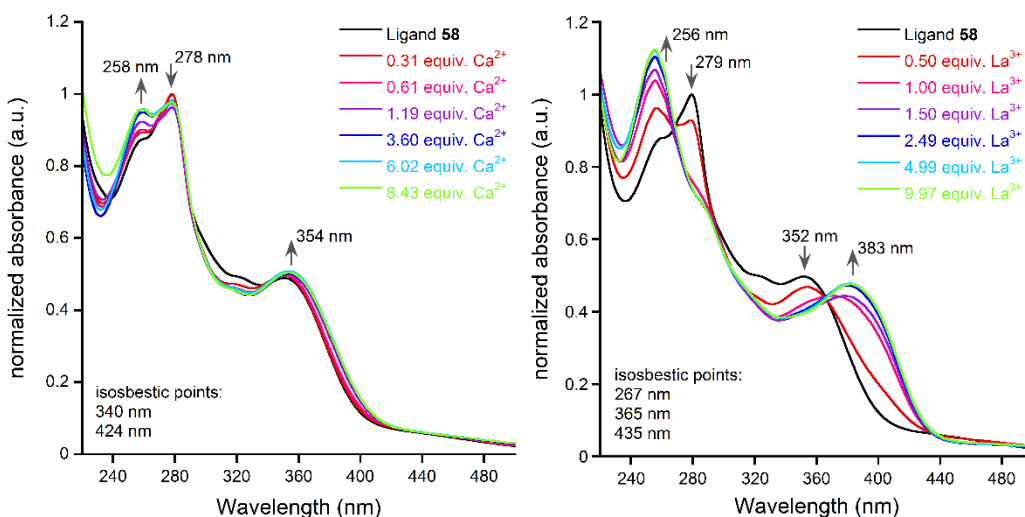 1.2
1
0.8
0.6
0.4
0.2
0
normalized absorbance (a.u.)
258 nm
278 nm
354 nm
Ligand 58
0.31 equiv. Ca²⁺
0.61 equiv. Ca²⁺
1.19 equiv. Ca²⁺
3.60 equiv. Ca²⁺
6.02 equiv. Ca²⁺
8.43 equiv. Ca²⁺
isosbestic points:
340 nm
424 nm
240 280 320 360 400 440 480
Wavelength (nm)
1.2
1
0.8
0.6
0.4
0.2
0
normalized absorbance (a.u.)
256 nm
279 nm
352 nm
383 nm
Ligand 58
0.50 equiv. La³⁺
1.00 equiv. La³⁺
1.50 equiv. La³⁺
2.49 equiv. La³⁺
4.99 equiv. La³⁺
9.97 equiv. La³⁺
isosbestic points:
267 nm
365 nm
435 nm
240 280 320 360 400 440 480
Wavelength (nm)